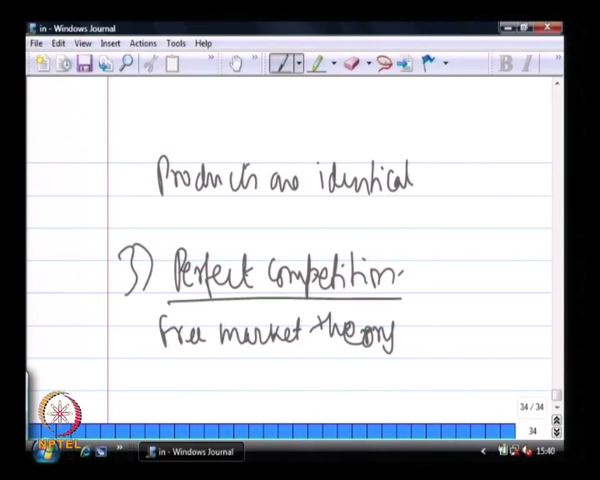 in - Windows Journal
File Edit View Insert Actions Tools Help
B I
Products are identical
3) Perfect competition.
Free market theory
34 / 34
34
NPTEL
in - Windows Journal
15:40